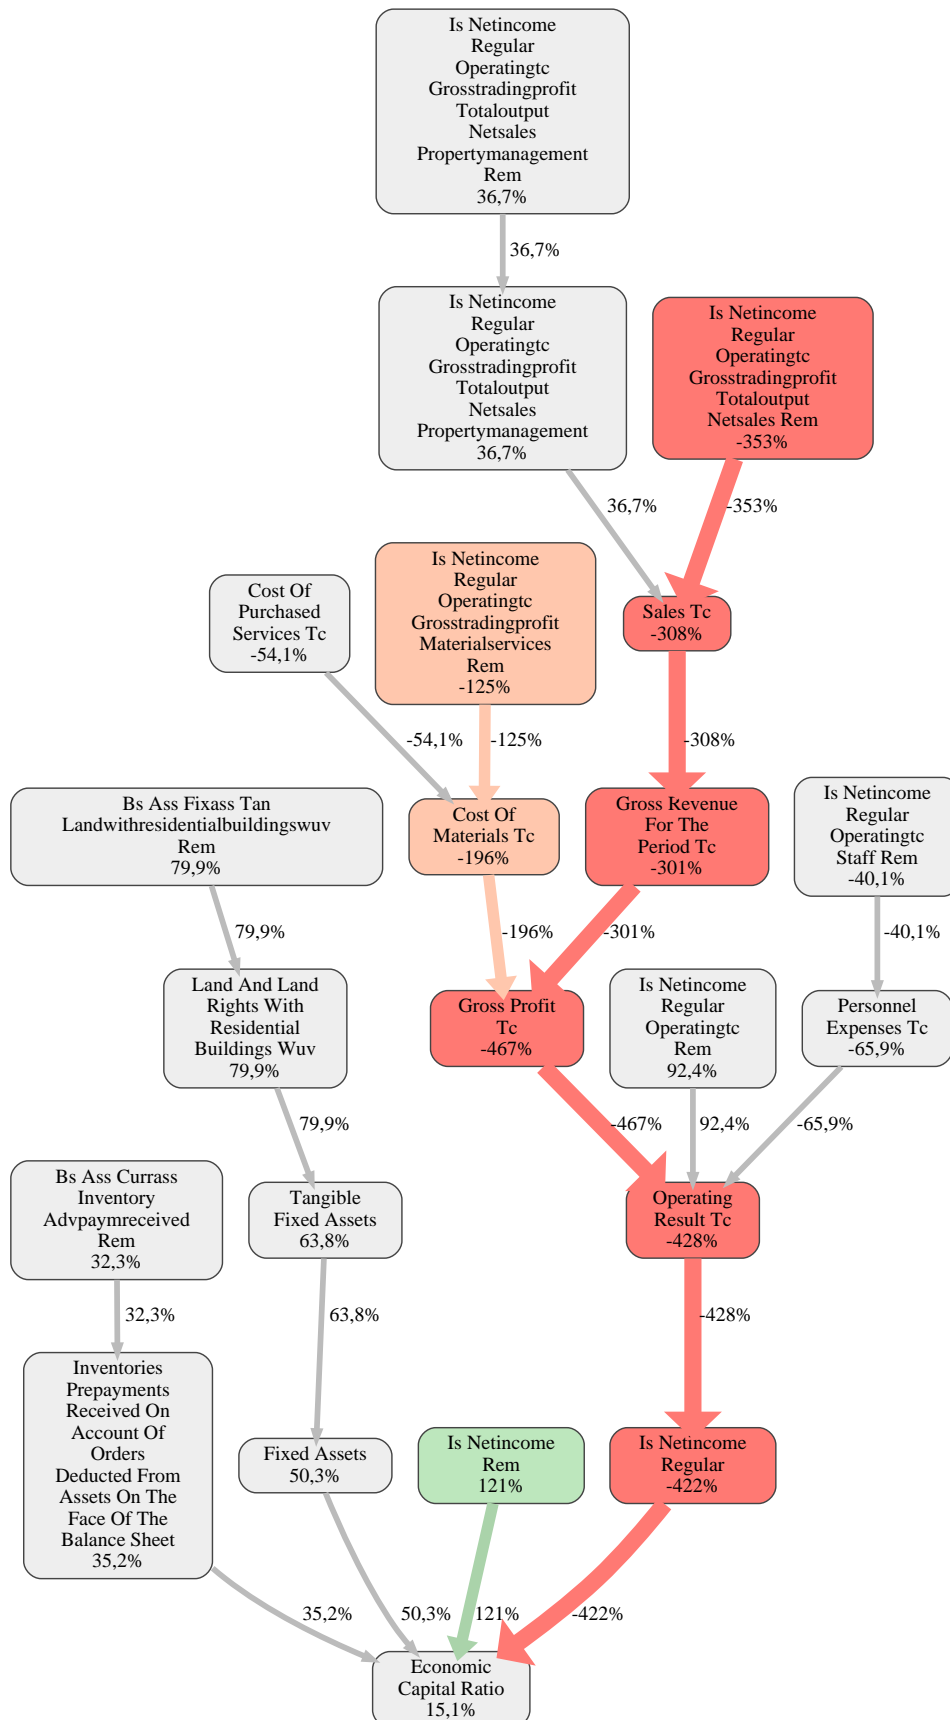 Is Netincome
Regular
Operatingtc
Grosstradingprofit
Totaloutput
Netsales
Propertymanagement
Rem
36,7%
36,7%
Is Netincome
Regular
Operatingtc
Grosstradingprofit
Totaloutput
Netsales
Propertymanagement
36,7%
Is Netincome
Regular
Operatingtc
Grosstradingprofit
Totaloutput
Netsales Rem
-353%
36,7%
-353%
Cost Of
Purchased
Services Tc
-54,1%
Is Netincome
Regular
Operatingtc
Grosstradingprofit
Materialservices
Rem
-125%
Sales Tc
-308%
-54,1%
-125%
-308%
Bs Ass Fixass Tan
Landwithresidentialbuildingswuv
Rem
79,9%
Cost Of
Materials Tc
-196%
Gross Revenue
For The
Period Tc
-301%
Is Netincome
Regular
Operatingtc
Staff Rem
-40,1%
79,9%
-196%
-301%
-40,1%
Land And Land
Rights With
Residential
Buildings Wuv
79,9%
Gross Profit
Tc
-467%
Is Netincome
Regular
Operatingtc
Rem
92,4%
Personnel
Expenses Tc
-65,9%
79,9%
-467%
92,4%
-65,9%
Bs Ass Currass
Inventory
Advpaymreceived
Rem
32,3%
Tangible
Fixed Assets
63,8%
Operating
Result Tc
-428%
32,3%
63,8%
-428%
Inventories
Prepayments
Received On
Account Of
Orders
Deducted From
Assets On The
Face Of The
Balance Sheet
35,2%
Fixed Assets
50,3%
Is Netincome
Rem
121%
Is Netincome
Regular
-422%
35,2%
50,3%
121%
-422%
Economic
Capital Ratio
15,1%